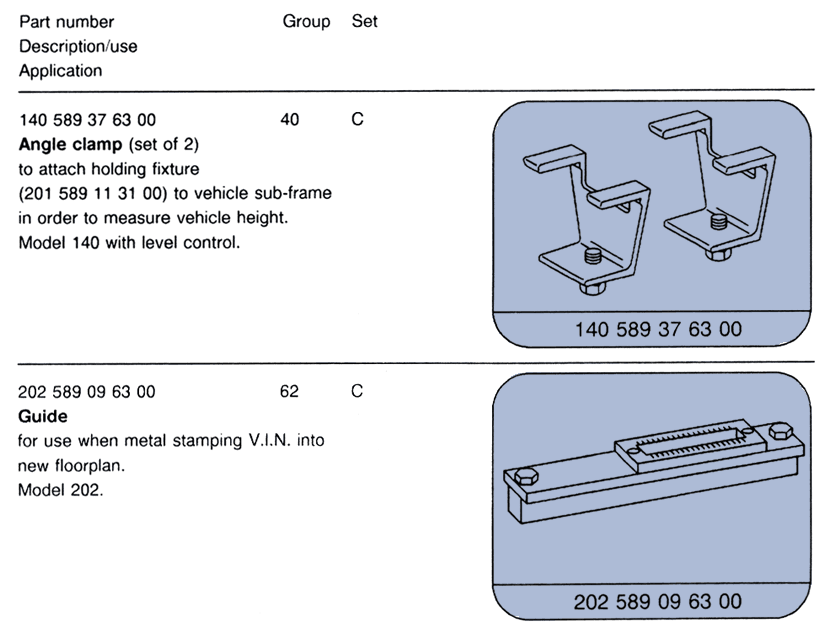 Part number Group Set
Description/use
Application
140 589 37 63 00 40 C
Angle clamp (set of 2)
to attach holding fixture
(201 589 11 31 00) to vehicle sub-frame
in order to measure vehicle height.
Model 140 with level control.
140 589 37 63 00
202 589 09 63 00 62 C
Guide
for use when metal stamping V.I.N. into
new floorplan.
Model 202.
202 589 09 63 00